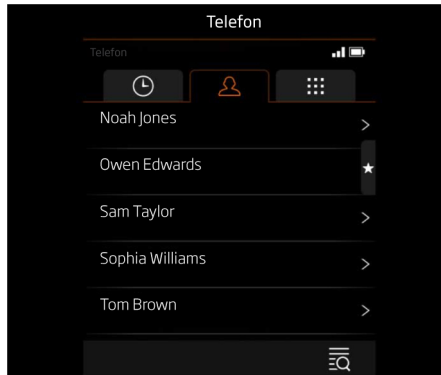 Telefon
Telefon
Noah Jones
Owen Edwards
Sam Taylor
Sophia Williams
Tom Brown